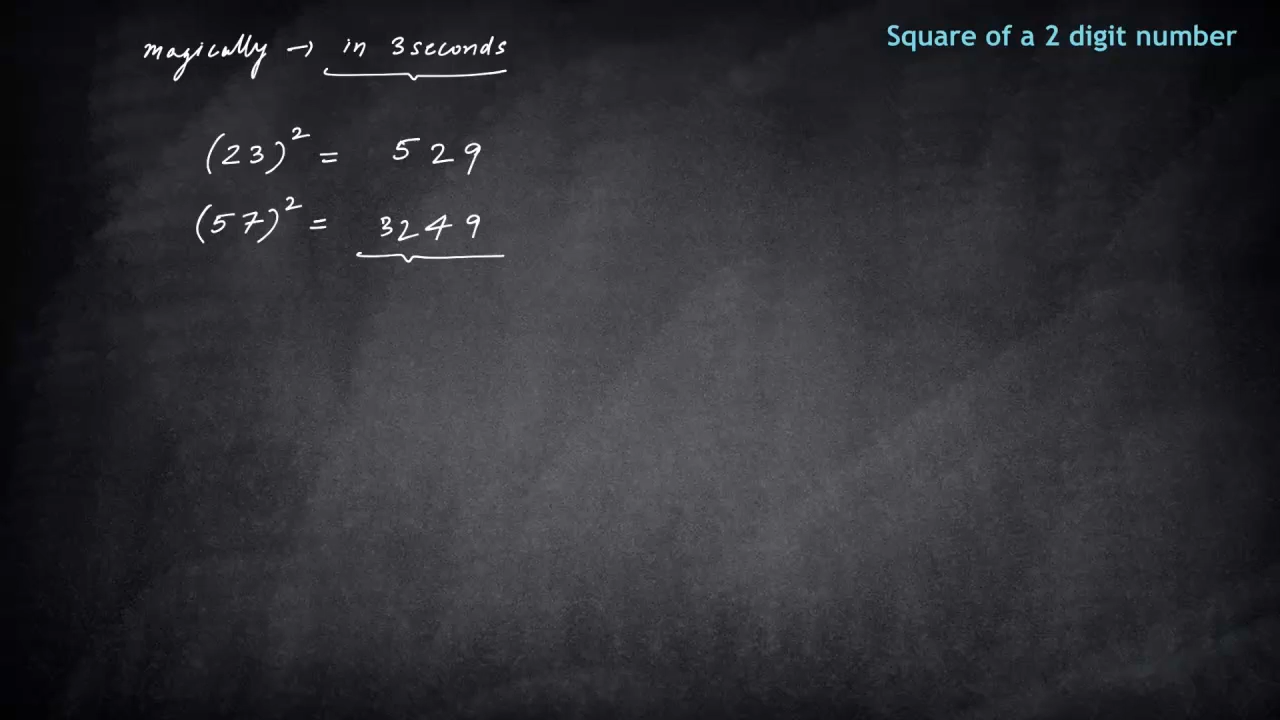 Square of a 2 digit number
magically → in 3 seconds
(23)² = 529
(57)² = 3249